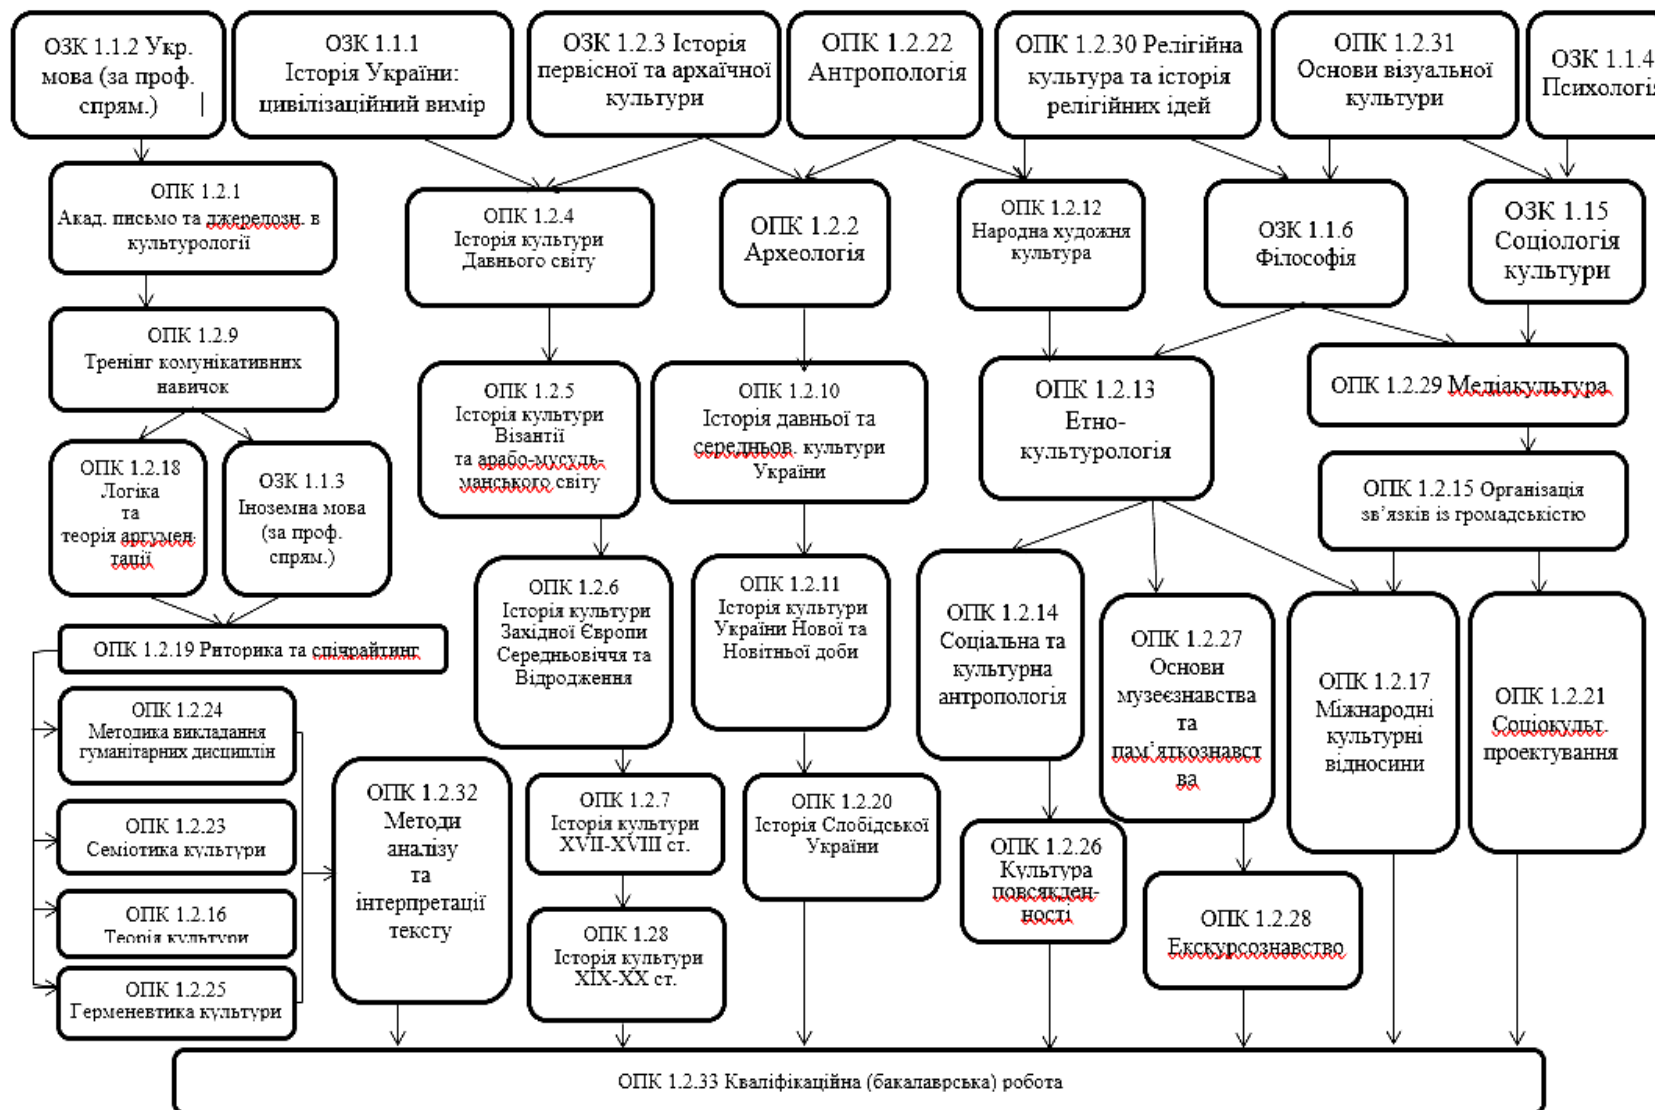 ОЗК 1.1.2 Укр.
мова (за проф.
спрям.)
ОЗК 1.1.1
Історія України:
цивілізаційний вимір
ОЗК 1.2.3 Історія
первісної та архаїчної
культури
ОПК 1.2.22
Антропологія
ОПК 1.2.30 Релігійна
культура та історія
релігійних ідей
ОПК 1.2.31
Основи візуальної
культури
ОЗК 1.1.4
Психологія
ОПК 1.2.1
Акад. письмо та джерелозн. в
культурології
ОПК 1.2.4
Історія культури
Давнього світу
ОПК 1.2.2
Археологія
ОПК 1.2.12
Народна художня
культура
ОЗК 1.1.6
Філософія
ОЗК 1.15
Соціологія
культури
ОПК 1.2.9
Тренінг комунікативних
навичок
ОПК 1.2.5
Історія культури
Візантії
та арабо-мусуль-
манського світу
ОПК 1.2.10
Історія давньої та
середньов. культури
України
ОПК 1.2.13
Етно-
культурологія
ОПК 1.2.29 Медіакультура
ОПК 1.2.18
Логіка
та
теорія аргумен-
тації
ОЗК 1.1.3
Іноземна мова
(за проф.
спрям.)
ОПК 1.2.15 Організація
зв’язків із громадськістю
ОПК 1.2.6
Історія культури
Західної Європи
Середньовіччя та
Відродження
ОПК 1.2.11
Історія культури
України Нової та
Новітньої доби
ОПК 1.2.14
Соціальна та
культурна
антропологія
ОПК 1.2.27
Основи
музеєзнавства
та
пам’яткознавст
ва
ОПК 1.2.17
Міжнародні
культурні
відносини
ОПК 1.2.21
Соціокульт.
проектування
ОПК 1.2.19 Риторика та спічрайтинг
ОПК 1.2.24
Методика викладання
гуманітарних дисциплін
ОПК 1.2.32
Методи
аналізу
та
інтерпретації
тексту
ОПК 1.2.7
Історія культури
XVII-XVIII ст.
ОПК 1.2.20
Історія Слобідської
України
ОПК 1.2.23
Семіотика культури
ОПК 1.2.26
Культура
повсякден-
ності
ОПК 1.2.16
Теорія культури
ОПК 1.28
Історія культури
XIX-XX ст.
ОПК 1.2.28
Екскурсознавство
ОПК 1.2.25
Герменевтика культури
ОПК 1.2.33 Кваліфікаційна (бакалаврська) робота